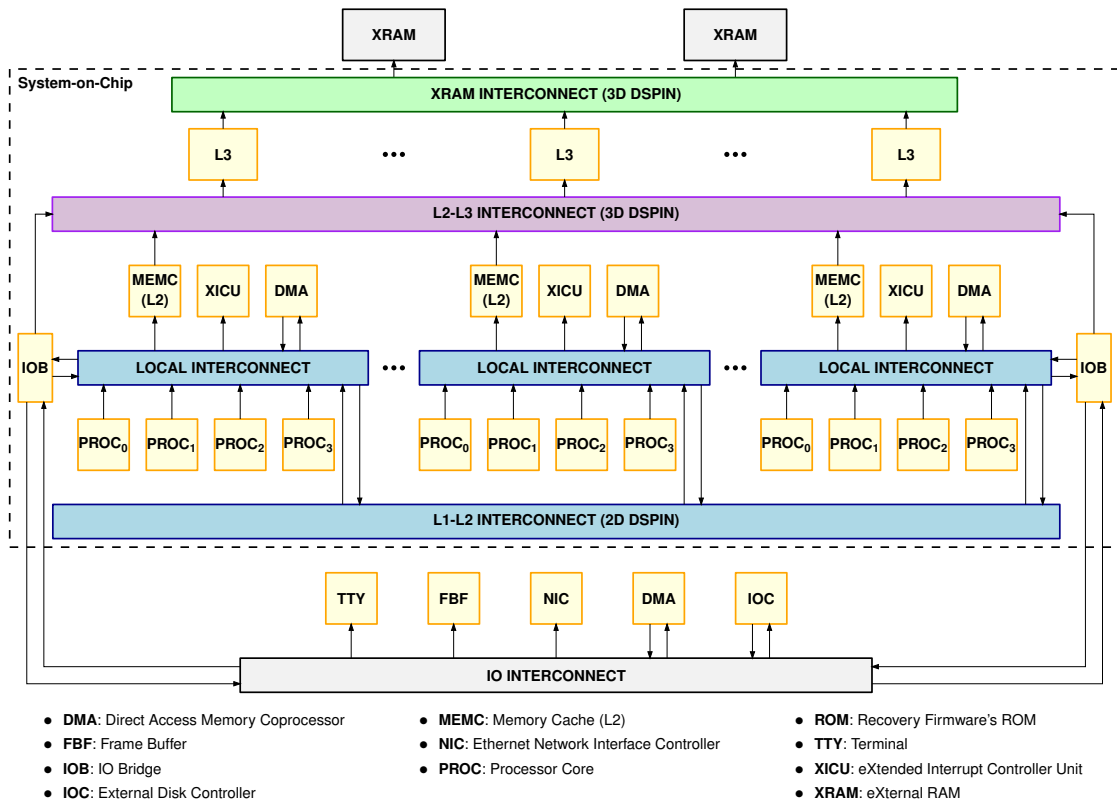 XRAM
XRAM
System-on-Chip
XRAM INTERCONNECT (3D DSPIN)
L3
•••
L3
•••
L3
L2-L3 INTERCONNECT (3D DSPIN)
MEMC
(L2)
XICU
DMA
MEMC
(L2)
XICU
DMA
MEMC
(L2)
XICU
DMA
IOB
LOCAL INTERCONNECT
•••
LOCAL INTERCONNECT
•••
LOCAL INTERCONNECT
IOB
PROC₀
PROC₁
PROC₂
PROC₃
PROC₀
PROC₁
PROC₂
PROC₃
PROC₀
PROC₁
PROC₂
PROC₃
L1-L2 INTERCONNECT (2D DSPIN)
TTY
FBF
NIC
DMA
IOC
IO INTERCONNECT
• DMA: Direct Access Memory Coprocessor
• FBF: Frame Buffer
• IOB: IO Bridge
• IOC: External Disk Controller
• MEMC: Memory Cache (L2)
• NIC: Ethernet Network Interface Controller
• PROC: Processor Core
• ROM: Recovery Firmware's ROM
• TTY: Terminal
• XICU: eXtended Interrupt Controller Unit
• XRAM: eXternal RAM